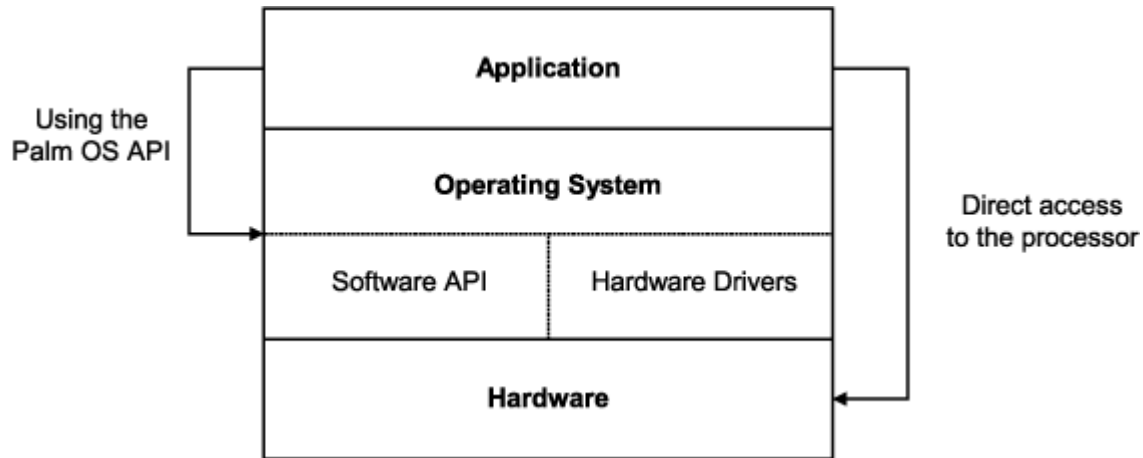 Application
Using the
Palm OS API
Operating System
Direct access
to the processor
Software API
Hardware Drivers
Hardware